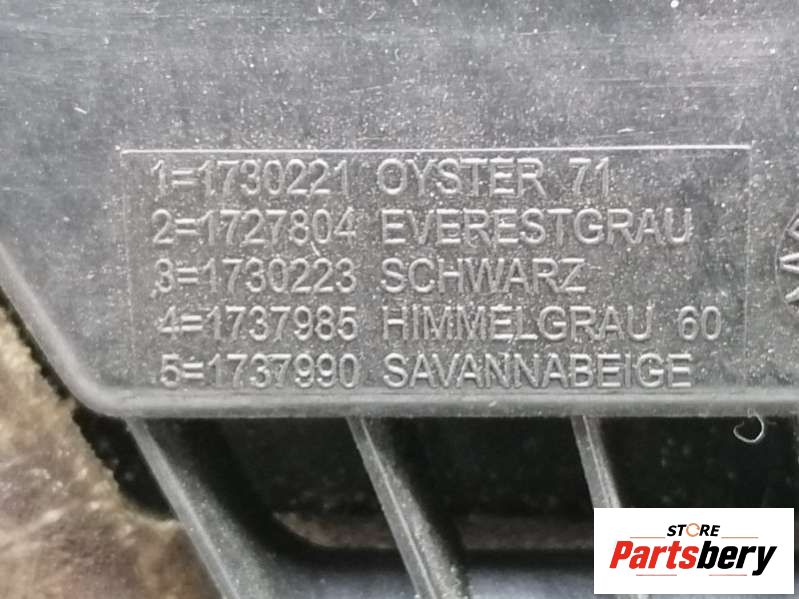 1=1730221 OYSTER 71
2=1727804 EVERESTGRAU
3=1730223 SCHWARZ
4=1737985 HIMMELGRAU 60
5=1737990 SAVANNABEIGE
STORE
Partsbery